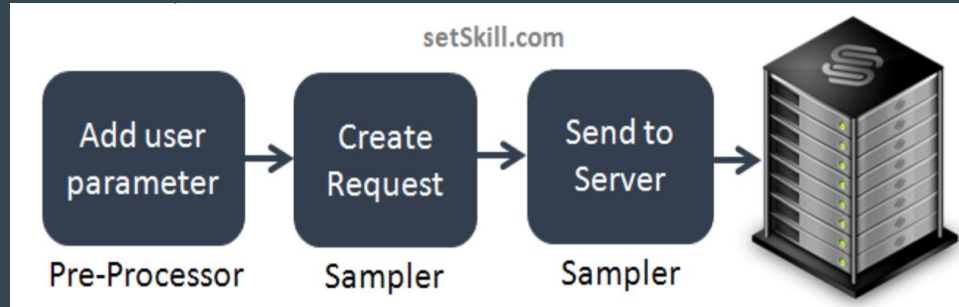 setSkill.com
Add user
parameter
Create
Request
Send to
Server
Pre-Processor
Sampler
Sampler